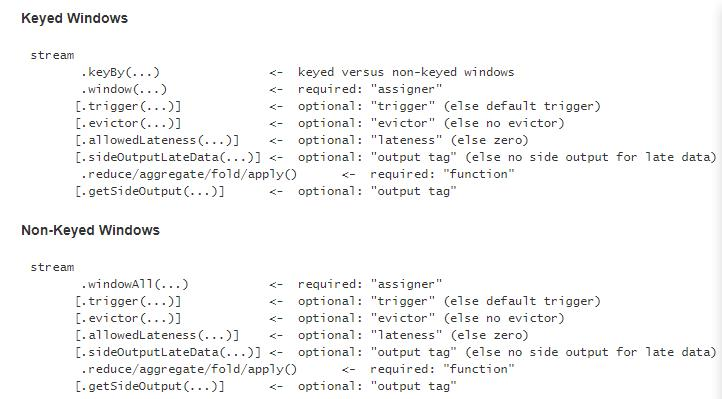 Keyed Windows
stream
.keyBy(...) <- keyed versus non-keyed windows
.window(...) <- required: "assigner"
[.trigger(...)] <- optional: "trigger" (else default trigger)
[.evictor(...)] <- optional: "evictor" (else no evictor)
[.allowedLateness(...)] <- optional: "lateness" (else zero)
[.sideOutputLateData(...)] <- optional: "output tag" (else no side output for late data)
.reduce/aggregate/fold/apply() <- required: "function"
[.getSideOutput(...)] <- optional: "output tag"
Non-Keyed Windows
stream
.windowAll(...) <- required: "assigner"
[.trigger(...)] <- optional: "trigger" (else default trigger)
[.evictor(...)] <- optional: "evictor" (else no evictor)
[.allowedLateness(...)] <- optional: "lateness" (else zero)
[.sideOutputLateData(...)] <- optional: "output tag" (else no side output for late data)
.reduce/aggregate/fold/apply() <- required: "function"
[.getSideOutput(...)] <- optional: "output tag"